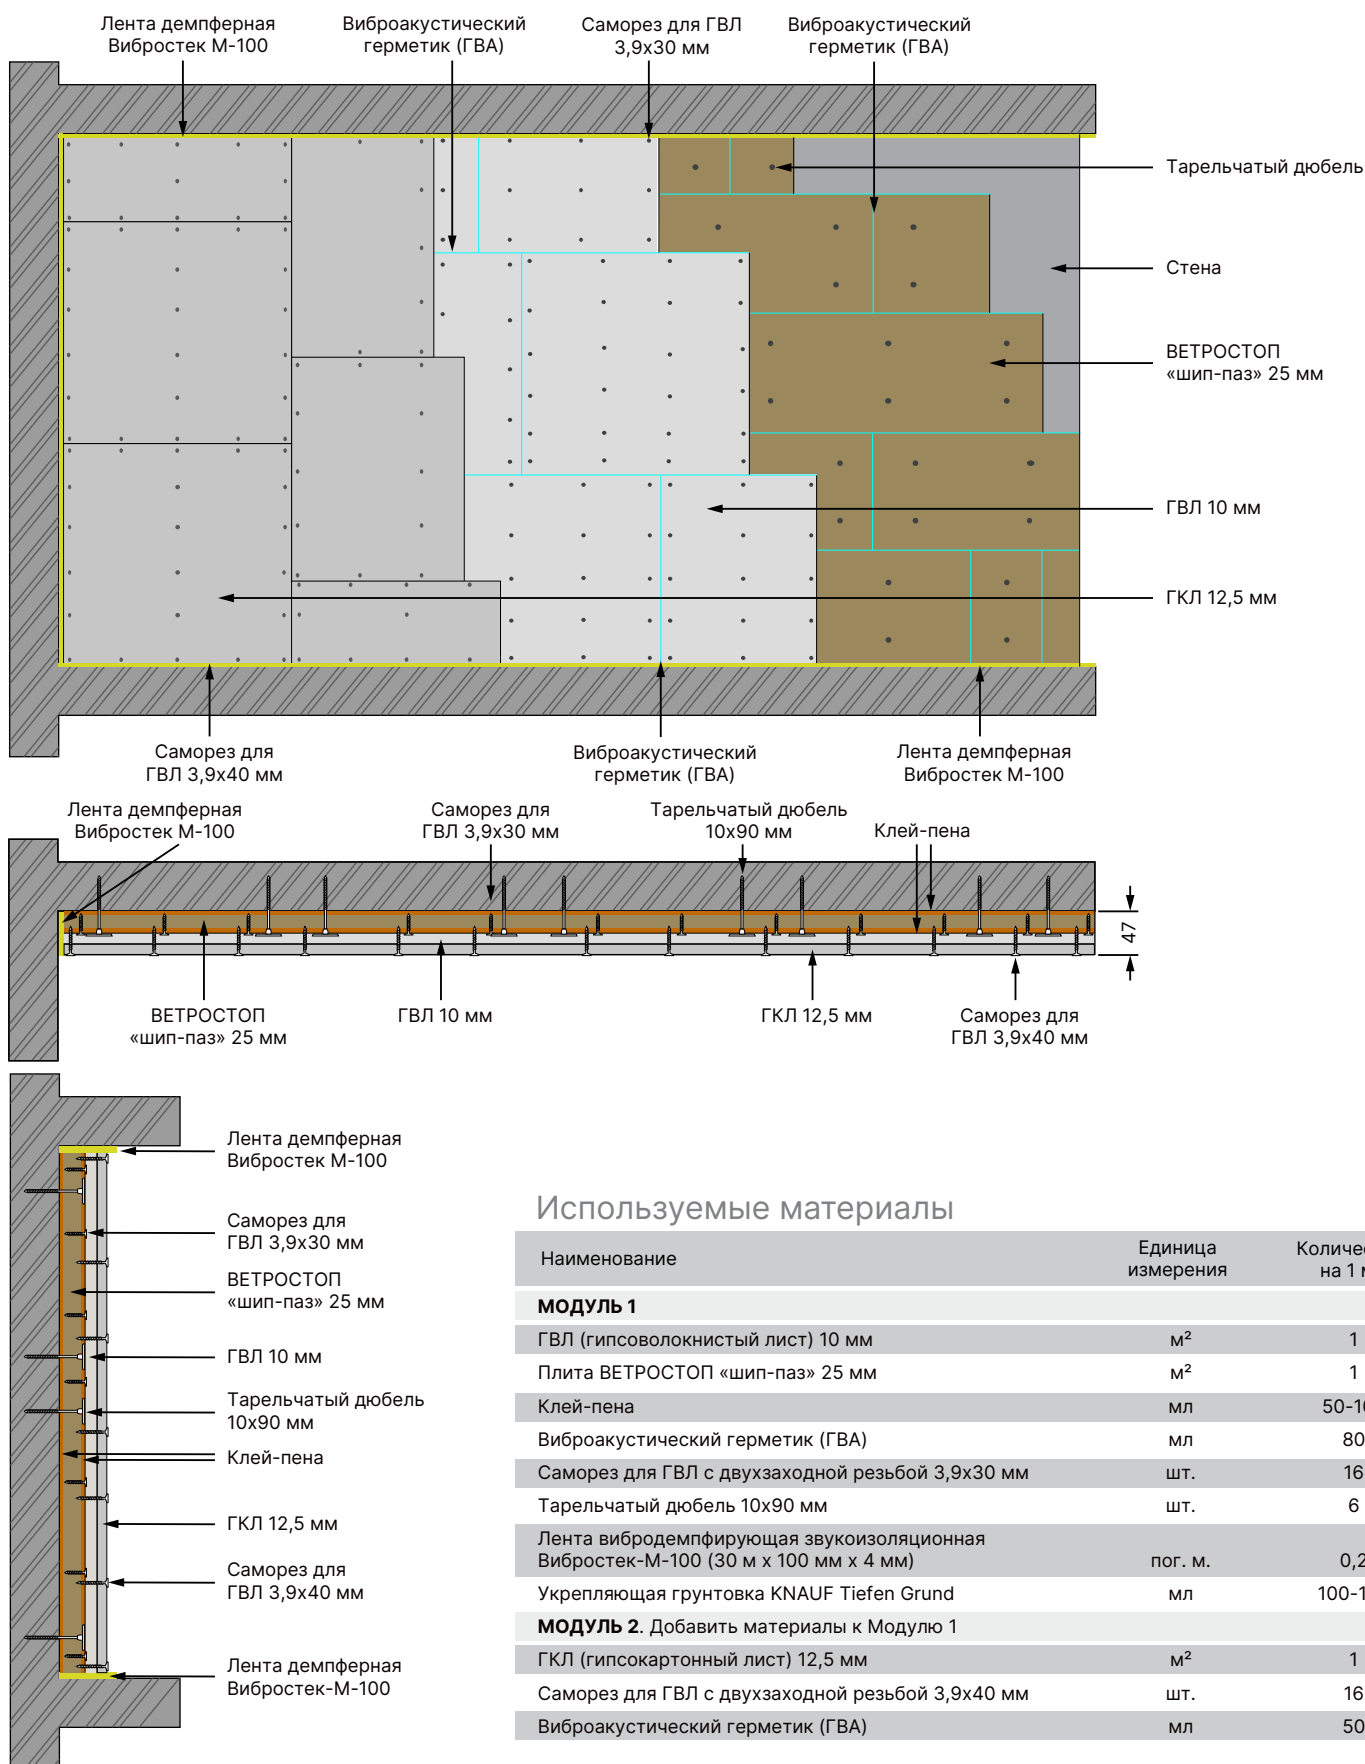 Лента демпферная
Вибростек М-100
Виброакустический
герметик (ГВА)
Саморез для ГВЛ
3,9х30 мм
Виброакустический
герметик (ГВА)
Тарельчатый дюбель
Стена
ВЕТРОСТОП
«шип-паз» 25 мм
ГВЛ 10 мм
ГКЛ 12,5 мм
Саморез для
ГВЛ 3,9х40 мм
Виброакустический
герметик (ГВА)
Лента демпферная
Вибростек М-100
Лента демпферная
Вибростек М-100
Саморез для
ГВЛ 3,9х30 мм
Тарельчатый дюбель
10х90 мм
Клей-пена
47
ВЕТРОСТОП
«шип-паз» 25 мм
ГВЛ 10 мм
ГКЛ 12,5 мм
Саморез для
ГВЛ 3,9х40 мм
Лента демпферная
Вибростек М-100
Саморез для
ГВЛ 3,9х30 мм
ВЕТРОСТОП
«шип-паз» 25 мм
ГВЛ 10 мм
Тарельчатый дюбель
10х90 мм
Клей-пена
ГКЛ 12,5 мм
Саморез для
ГВЛ 3,9х40 мм
Лента демпферная
Вибростек-М-100
Используемые материалы
Наименование Единица измерения на 1
МОДУЛЬ 1
ГВЛ (гипсоволокнистый лист) 10 мм м² 1
Плита ВЕТРОСТОП «шип-паз» 25 мм м² 1
Клей-пена мл
Виброакустический герметик (ГВА) мл 80
Саморез для ГВЛ с двухзаходной резьбой 3,9х30 мм шт. 16
Тарельчатый дюбель 10х90 мм шт. 6
Лента вибродемпфирующая звукоизоляционная
Вибростек-М-100 (30 м х 100 мм х 4 мм) пог. м. 0,2
Укрепляющая грунтовка KNAUF Tiefen Grund мл
МОДУЛЬ 2. Добавить материалы к Модулю 1
ГКЛ (гипсокартонный лист) 12,5 мм м² 1
Саморез для ГВЛ с двухзаходной резьбой 3,9х40 мм шт. 16
Виброакустический герметик (ГВА) мл 50